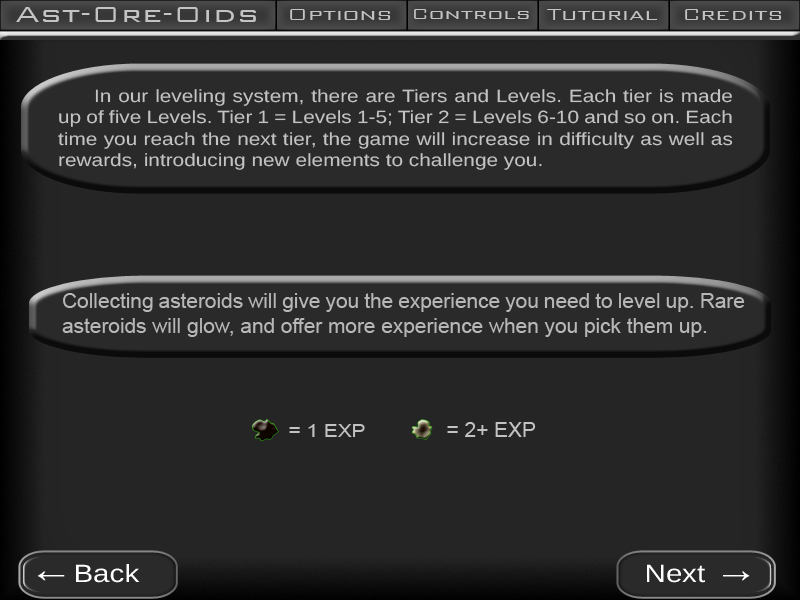 AST-ORE-OIDS OPTIONS CONTROLS TUTORIAL CREDITS
In our leveling system, there are Tiers and Levels. Each tier is made
up of five Levels. Tier 1 = Levels 1-5; Tier 2 = Levels 6-10 and so on. Each
time you reach the next tier, the game will increase in difficulty as well as
rewards, introducing new elements to challenge you.
Collecting asteroids will give you the experience you need to level up. Rare
asteroids will glow, and offer more experience when you pick them up.
= 1 EXP = 2+ EXP
← Back Next →